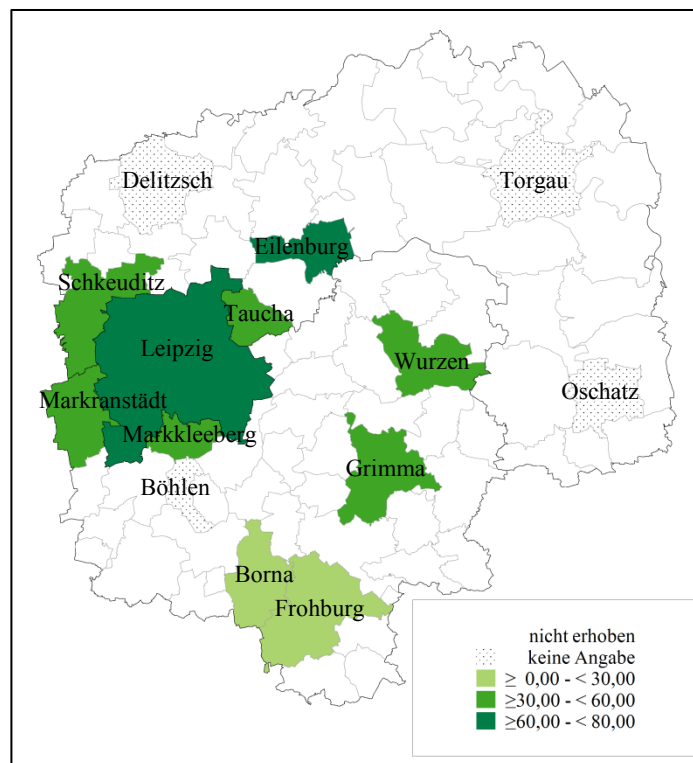 Delitzsch
Torgau
Eilenburg
Schkeuditz
Taucha
Leipzig
Wurzen
Oschatz
Markranstädt
Markkleeberg
Grimma
Böhlen
Borna
Frohburg
nicht erhoben
keine Angabe
≥ 0,00 - < 30,00
≥30,00 - < 60,00
≥60,00 - < 80,00